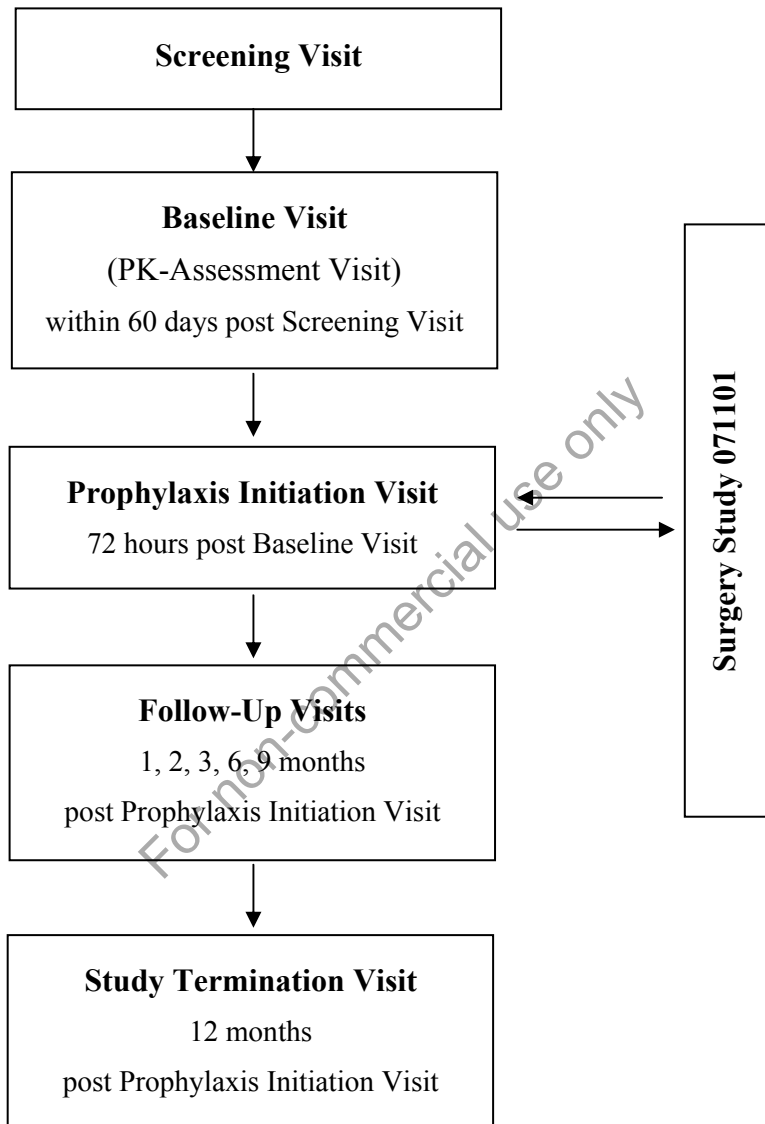 Screening Visit
Baseline Visit
(PK-Assessment Visit)
within 60 days post Screening Visit
Prophylaxis Initiation Visit
72 hours post Baseline Visit
Surgery Study 071101
Follow-Up Visits
1, 2, 3, 6, 9 months
post Prophylaxis Initiation Visit
Study Termination Visit
12 months
post Prophylaxis Initiation Visit
For non-commercial use only